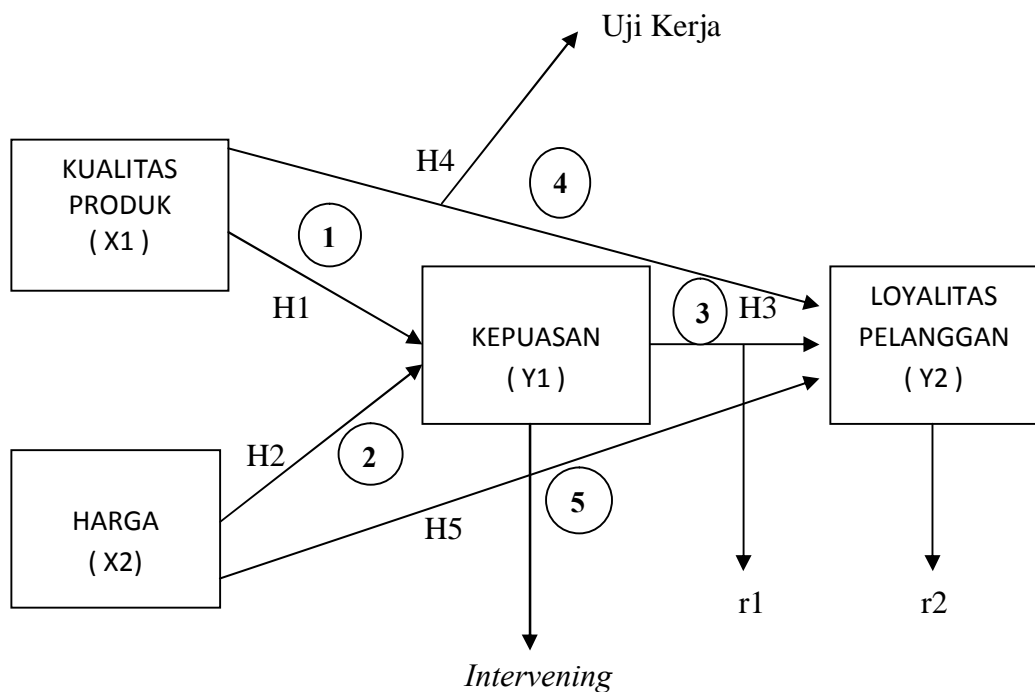 Uji Kerja
KUALITAS
PRODUK
( X1 )
H4
4
1
H1
KEPUASAN
( Y1 )
3
H3
LOYALITAS
PELANGGAN
( Y2 )
H2
2
HARGA
( X2)
5
H5
r1
r2
Intervening